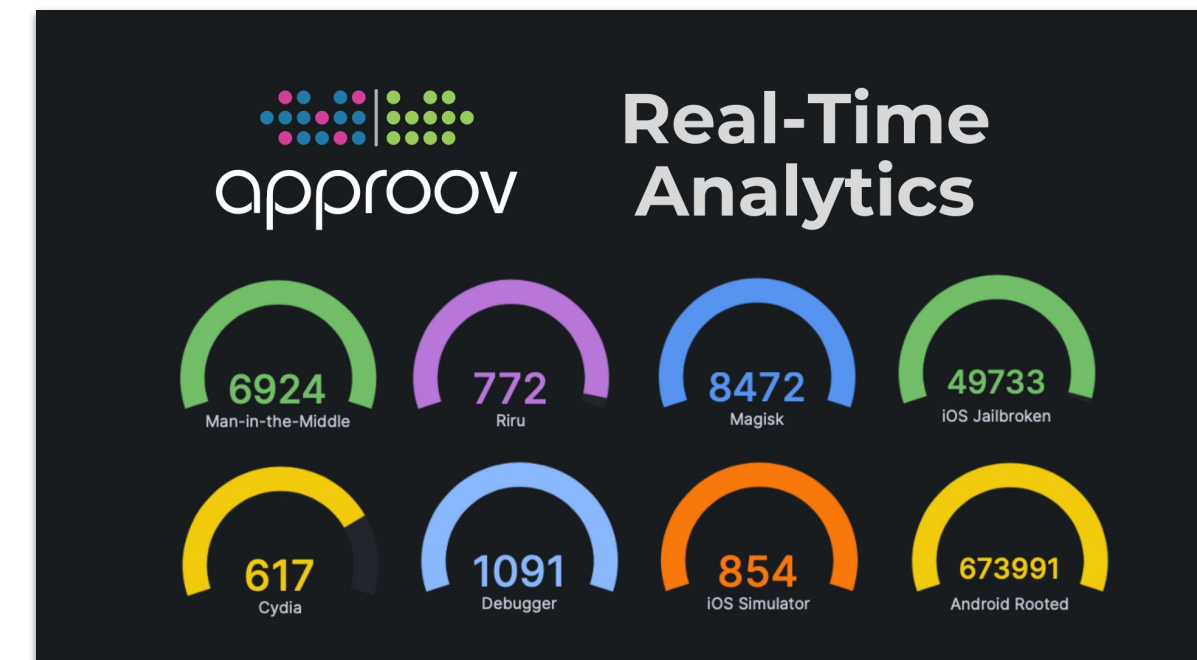 approov
Real-Time
Analytics
6924
Man-in-the-Middle
772
Riru
8472
Magisk
49733
iOS Jailbroken
617
Cydia
1091
Debugger
854
iOS Simulator
673991
Android Rooted